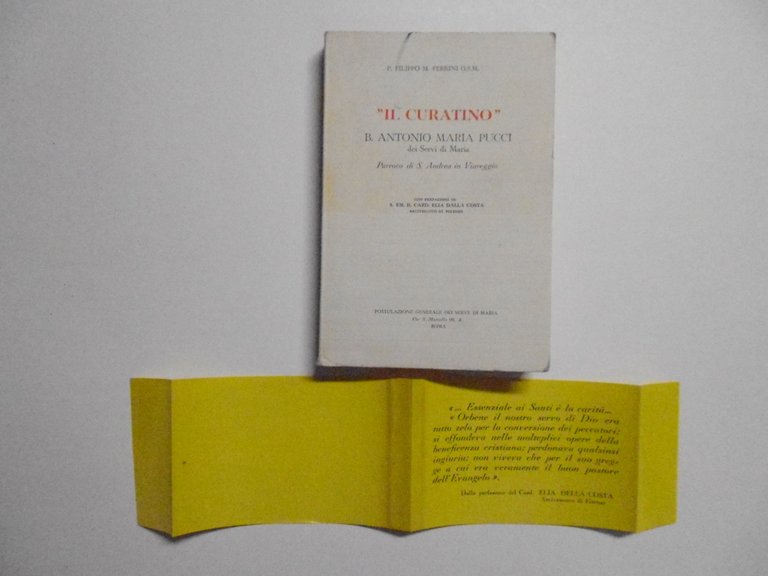 P. FILIPPO M. FERRINI O.S.M.
"IL CURATINO"
B. ANTONIO MARIA PUCCI
dei Servi di Maria
Parroco di S. Andrea in Viareggio
CON PREFAZIONE DI
S. EM. IL CARD. ELIA DALLA COSTA
ARCIVESCOVO DI FIRENZE
POSTULAZIONE GENERALE DEI SERVI DI MARIA
Via S. Marcello
ROMA
« ... Essenziale ai Santi è la carità...
« Orbene il nostro servo di Dio era
tutto zelo per la conversione dei peccatori;
si effondeva nelle molteplici opere della
beneficenza cristiana; perdonava qualsiasi
ingiuria; non viveva che per il suo greg-
ge a cui era veramente il buon pastore
dell'Evangelo ».
Dalla prefazione del Card. ELIA DELLA COSTA
Arcivescovo di Firenze